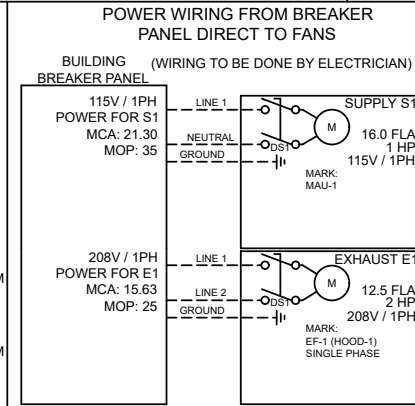 POWER WIRING FROM BREAKER
PANEL DIRECT TO FANS
BUILDING
BREAKER PANEL
(WIRING TO BE DONE BY ELECTRICIAN)
115V / 1PH
POWER FOR S1
MCA: 21.30
MOP: 35
LINE 1
NEUTRAL
GROUND
DS1
M
SUPPLY S1
16.0 FLA
1 HP
115V / 1PH
MARK:
MAU-1
208V / 1PH
POWER FOR E1
MCA: 15.63
MOP: 25
LINE 1
LINE 2
GROUND
DS1
M
EXHAUST E1
12.5 FLA
2 HP
208V / 1PH
MARK:
EF-1 (HOOD-1)
SINGLE PHASE
M
M